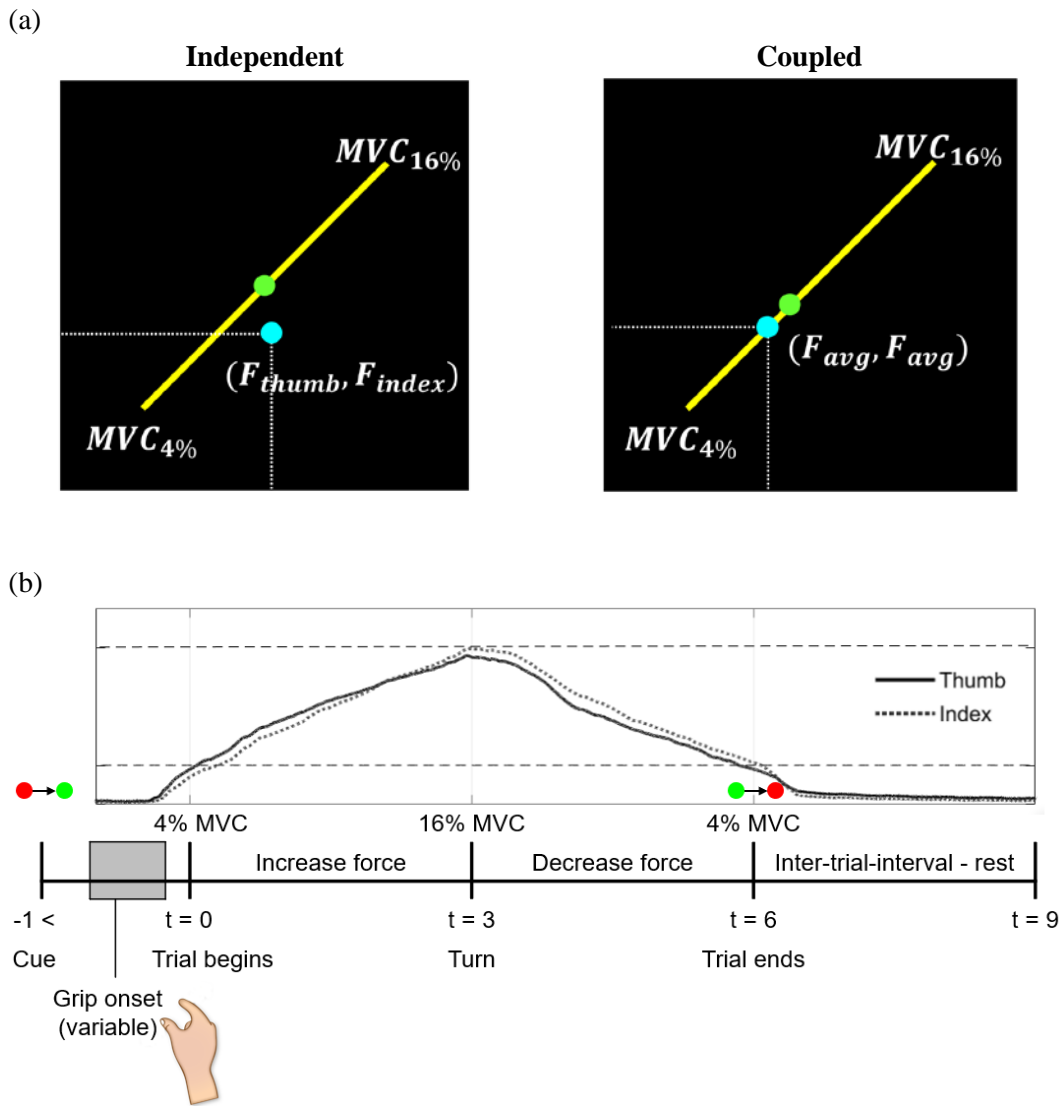 (a)
Independent
Coupled
MVC16%
MVC16%
(Fthumb, Findex)
(Favg, Favg)
MVC4%
MVC4%
(b)
Thumb
Index
4% MVC
16% MVC
4% MVC
Increase force
Decrease force
Inter-trial-interval - rest
-1 <
t = 0
t = 3
t = 6
t = 9
Cue
Trial begins
Turn
Trial ends
Grip onset
(variable)